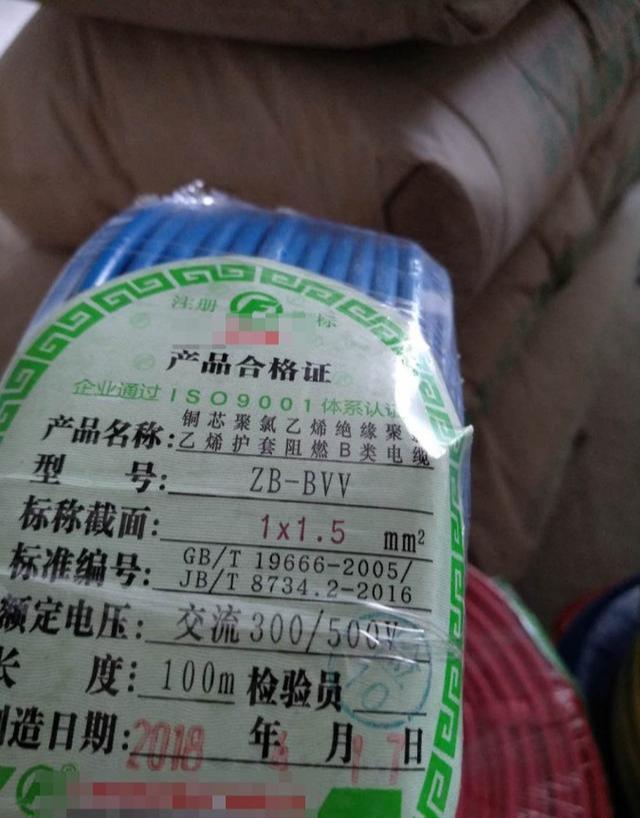 注册 标
产品合格证
企业通过ISO9001体系认证
产品名称: 铜芯聚氯乙烯绝缘聚
乙烯护套阻燃B类电缆
型 号: ZB-BVV
标称截面: 1x1.5 mm²
标准编号: GB/T 19666-2005/
JB/T 8734.2-2016
额定电压: 交流300/500V
长 度: 100m 检验员
制造日期: 2018 年 月 17 日